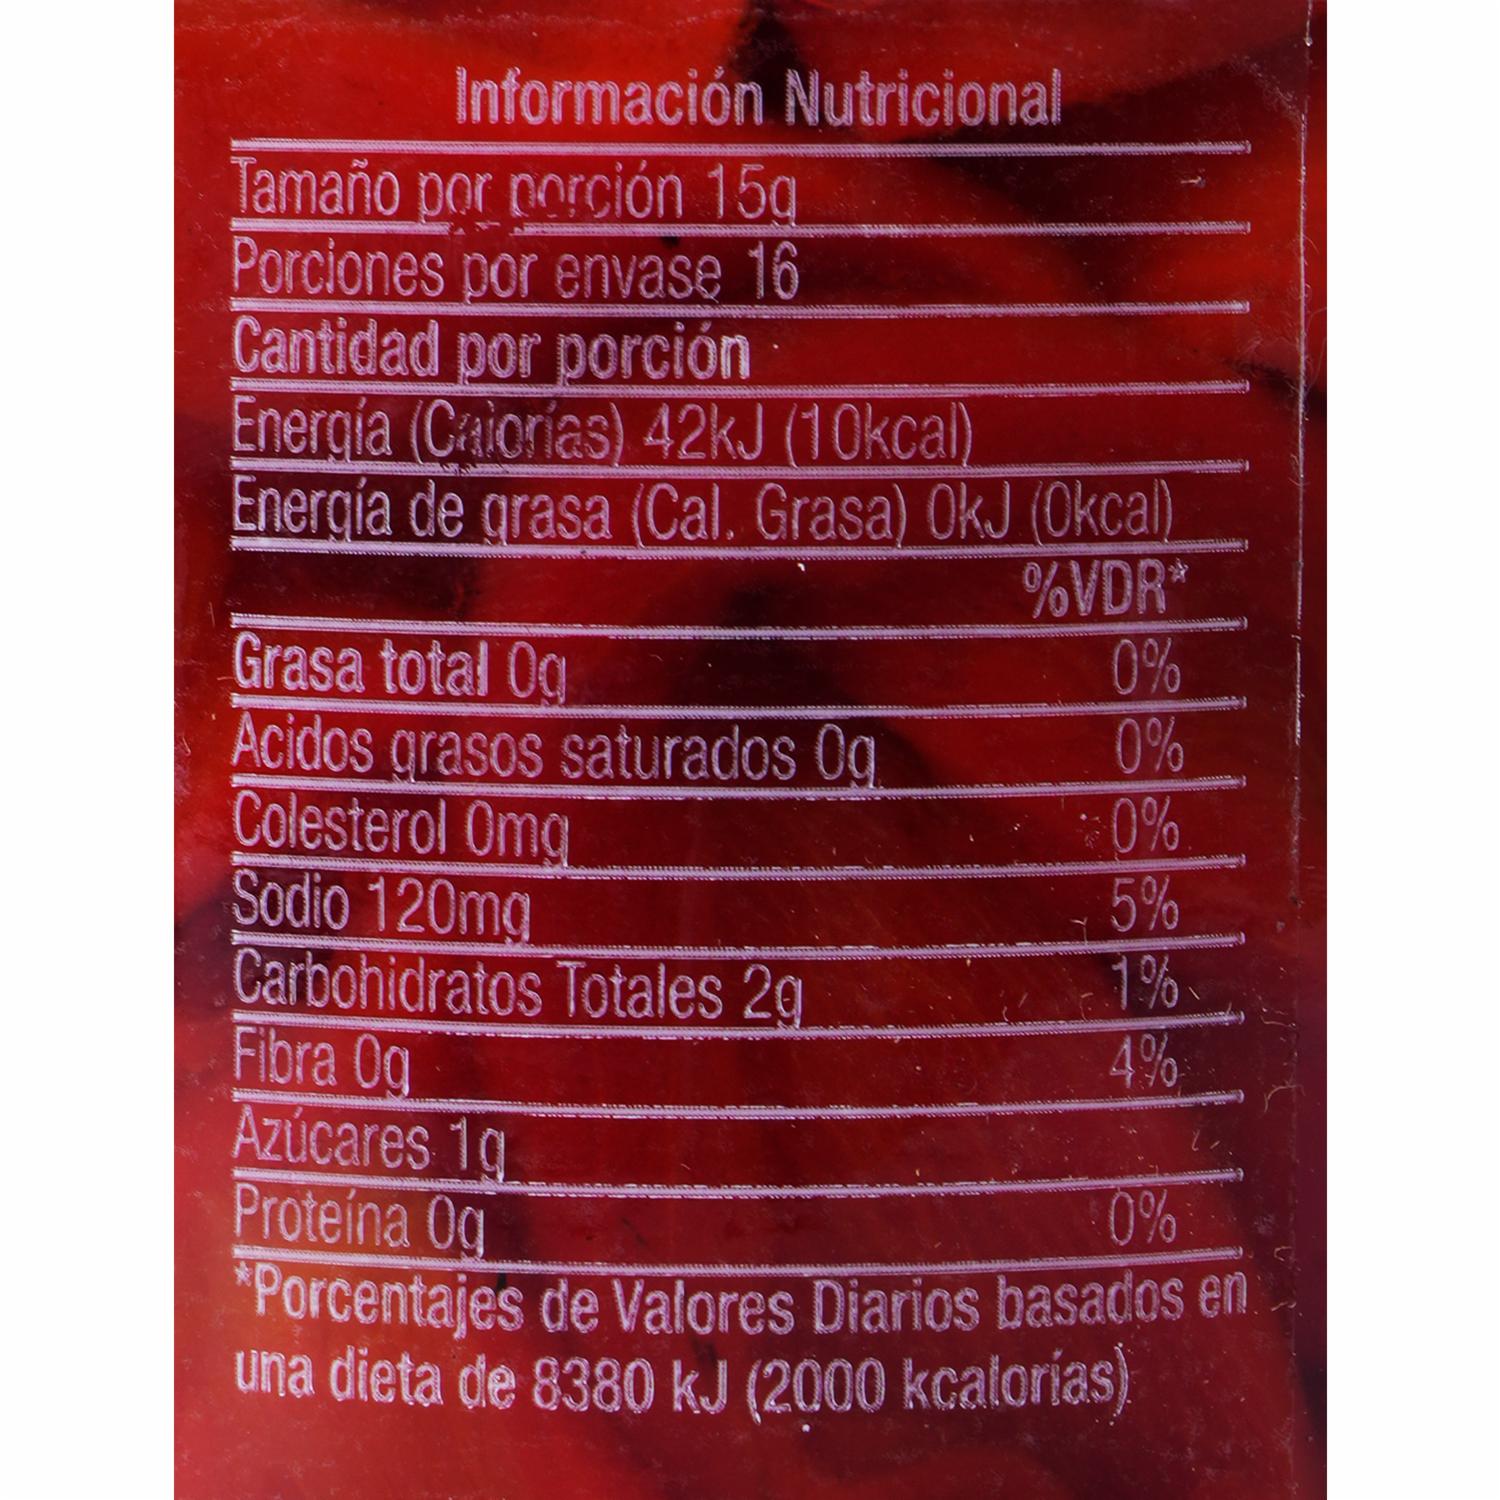 Información Nutricional
Tamaño por porción 15g
Porciones por envase 16
Cantidad por porción
Energía (Calorías) 42kJ (10kcal)
Energía de grasa (Cal. Grasa) 0kJ (0kcal)
%VDR*
Grasa total 0g 0%
Acidos grasos saturados 0g 0%
Colesterol 0mg 0%
Sodio 120mg 5%
Carbohidratos Totales 2g 1%
Fibra 0g 4%
Azúcares 1g
Proteína 0g 0%
*Porcentajes de Valores Diarios basados en
una dieta de 8380 kJ (2000 kcalorías)